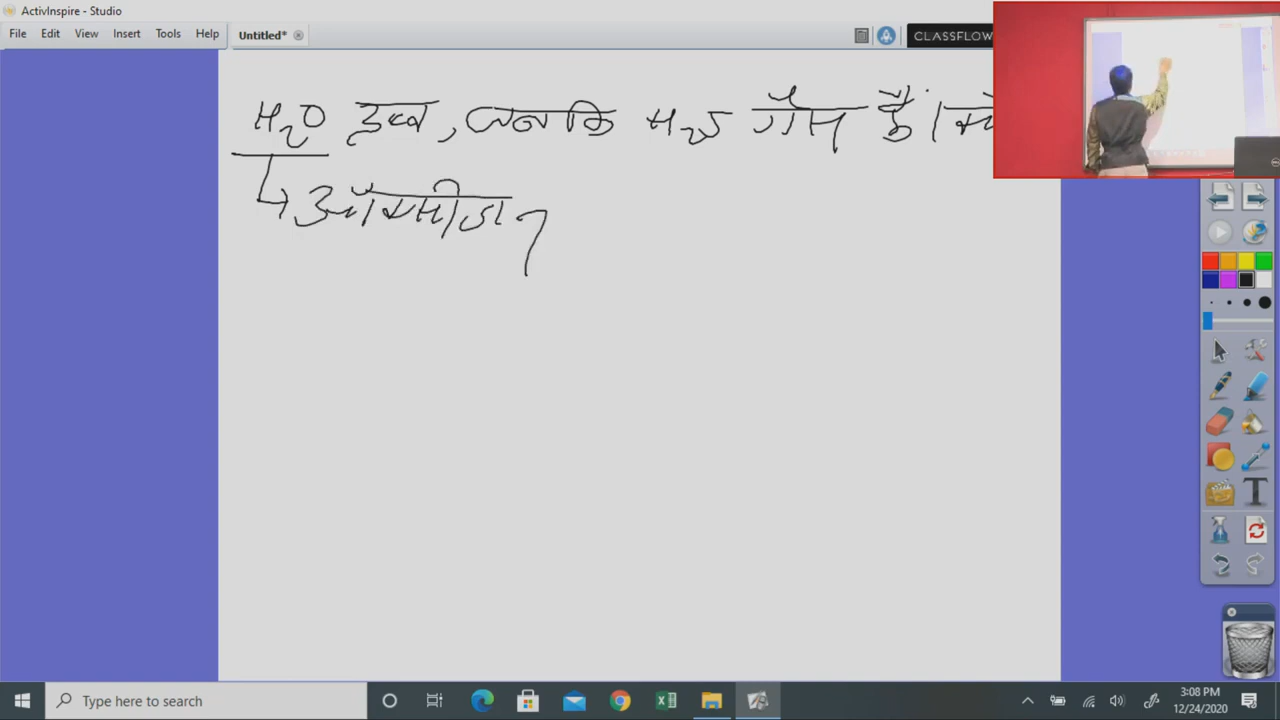 ActivInspire - Studio
File Edit View Insert Tools Help
Untitled*
CLASSFLOW
H₂O द्रव, जबकि H₂S गैस है।
ऑक्सीज
Type here to search
3:08 PM
12/24/2020